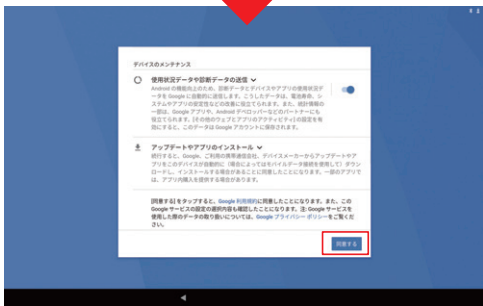 デバイスのメンテナンス
使用状況データや診断データの送信
Android の機能向上のため、診断データとデバイスやアプリの使用状況デ
ータを Google に自動的に送信します。こうしたデータは、電池寿命、シ
ステムやアプリの安定性などの改善に役立てられます。また、統計情報の
一部は、Google アプリや、Android デベロッパーなどのパートナーにも
役立てられます。[その他のウェブとアプリのアクティビティ] の設定を有
効にすると、このデータは Google アカウントに保存されます。
アップデートやアプリのインストール
続行すると、Google、ご利用の携帯通信会社、デバイスメーカーからアップデートやア
プリをこのデバイスが自動的に（場合によってはモバイルデータ接続を使用して）ダウン
ロードし、インストールする場合があることに同意したことになります。一部のアプリで
は、アプリ内購入を提供する場合があります。
[同意する] をタップすると、Google 利用規約に同意したことになります。また、この
Google サービスの設定の選択内容も確認したことになります。注: Google サービスを
使用した際のデータの取り扱いについては、Google プライバシー ポリシーをご覧くだ
さい。
同意する